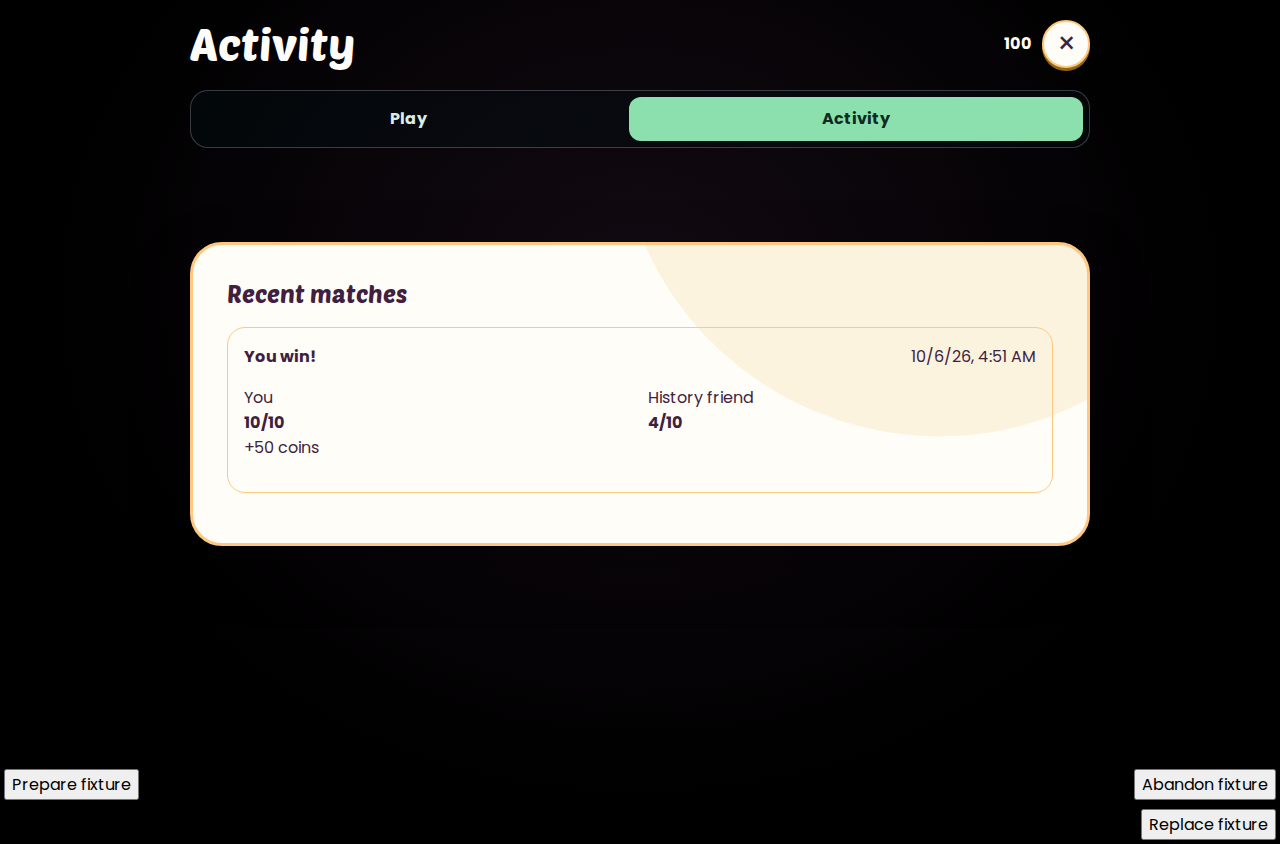 Activity
100
×
Play
Activity
Recent matches
You win!
10/6/26, 4:51 AM
You
History friend
10/10
4/10
+50 coins
Prepare fixture
Abandon fixture
Replace fixture